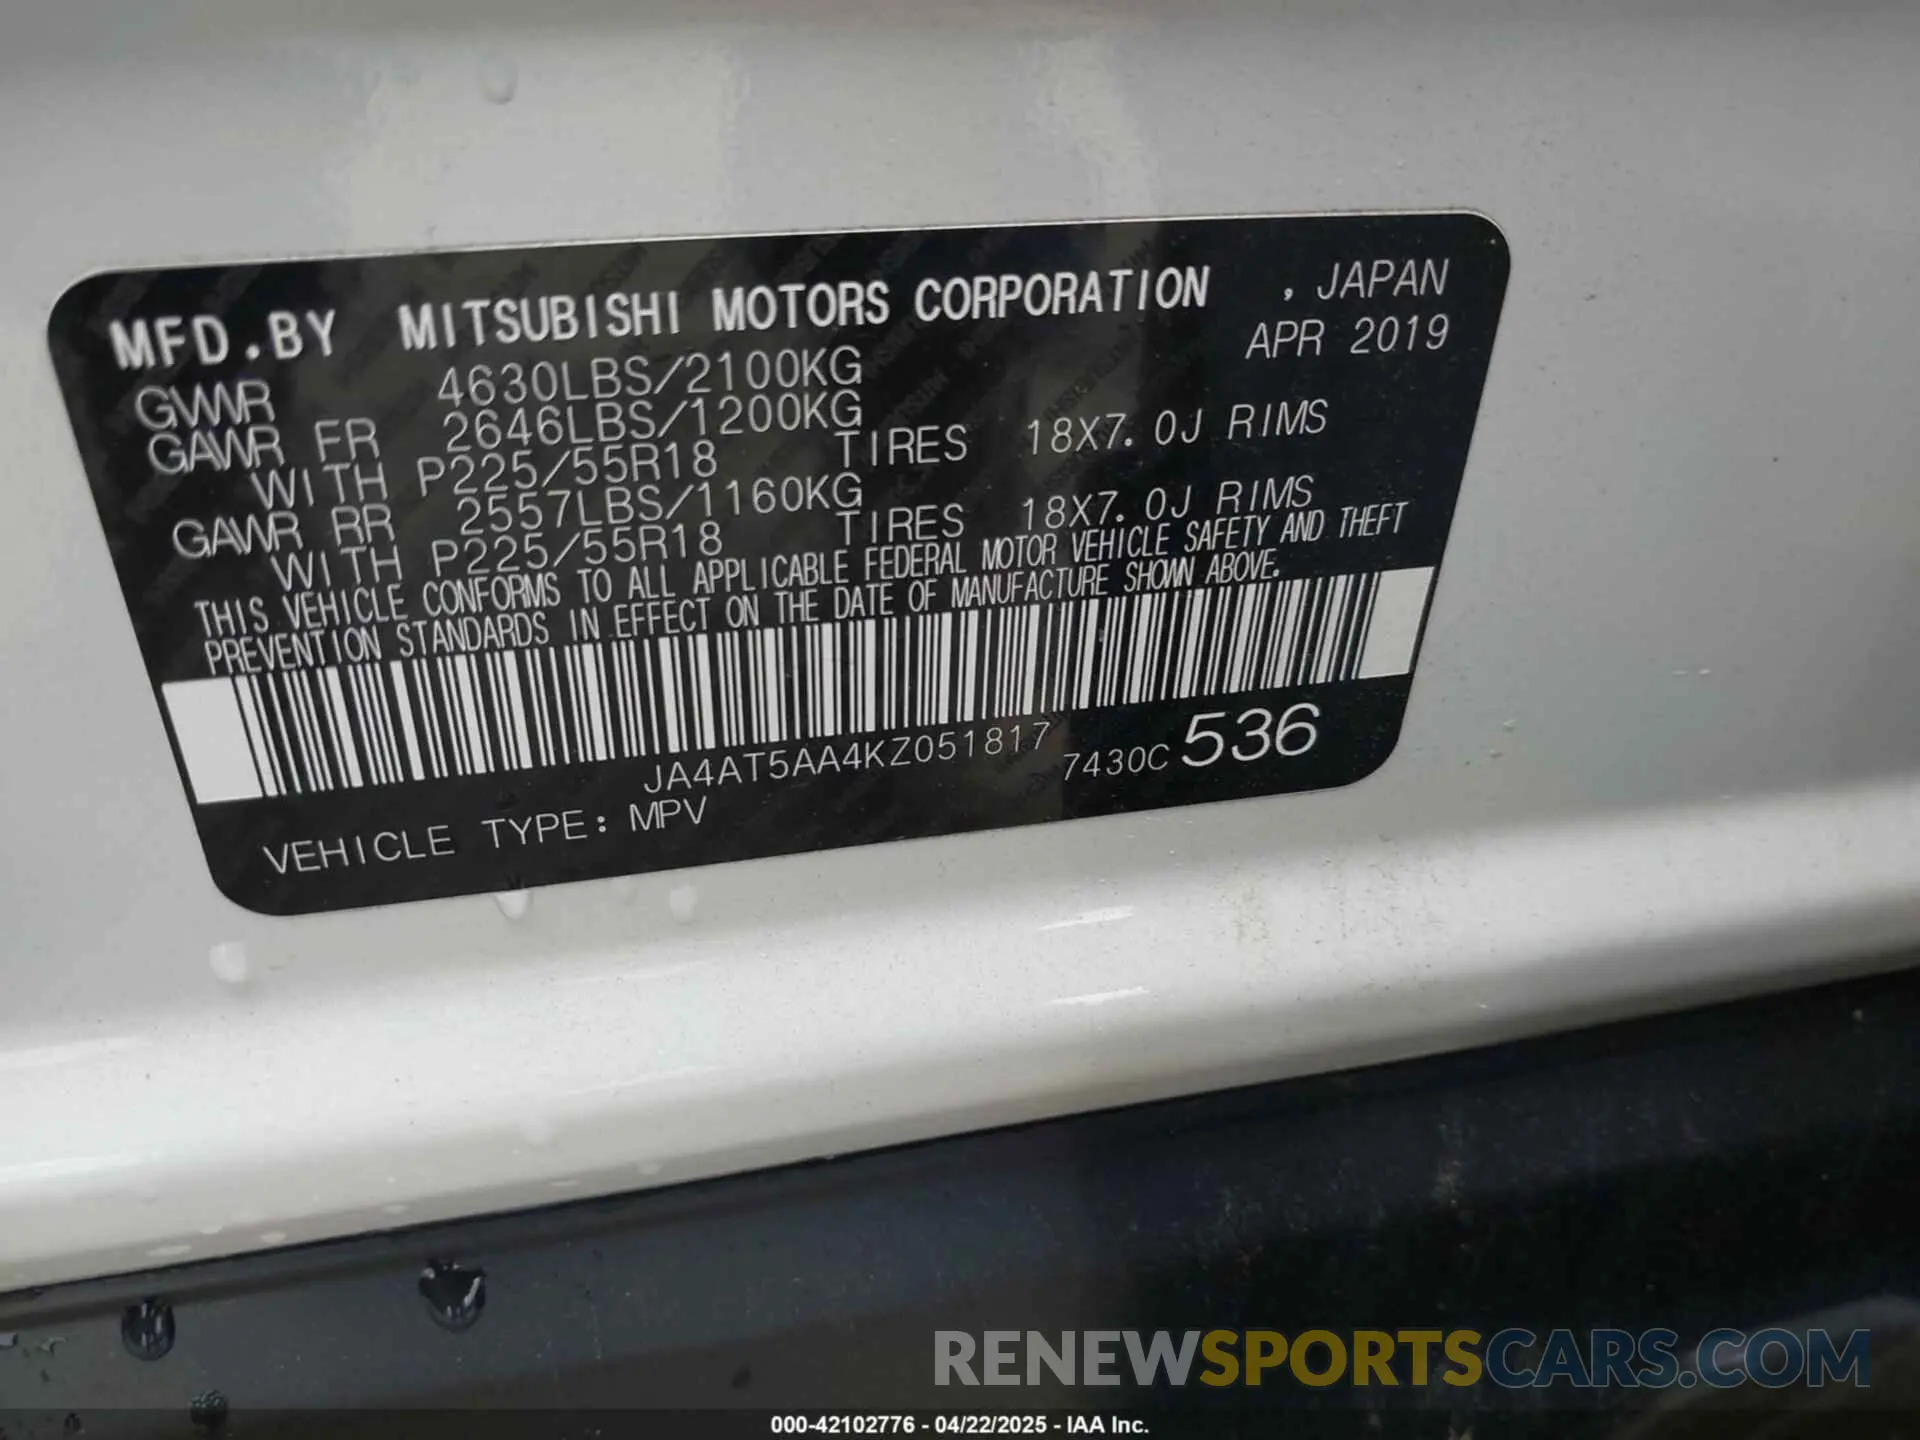 MFD.BY MITSUBISHI MOTORS CORPORATION , JAPAN
GVWR 4630LBS/2100KG APR 2019
GAWR FR 2646LBS/1200KG
WITH P225/55R18 TIRES 18X7.0J RIMS
GAWR RR 2557LBS/1160KG
WITH P225/55R18 TIRES 18X7.0J RIMS
THIS VEHICLE CONFORMS TO ALL APPLICABLE FEDERAL MOTOR VEHICLE SAFETY AND THEFT
PREVENTION STANDARDS IN EFFECT ON THE DATE OF MANUFACTURE SHOWN ABOVE.
JA4AT5AA4KZ051817 7430C 536
VEHICLE TYPE: MPV
RENEWSPORTSCARS.COM
000-42102776 - 04/22/2025 - IAA Inc.